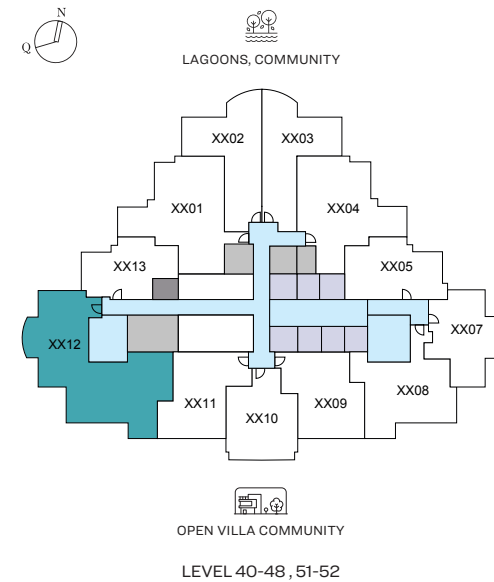 N
Q
LAGOONS, COMMUNITY
XX02
XX03
XX01
XX04
XX13
XX05
XX12
XX07
XX11
XX10
XX09
XX08
OPEN VILLA COMMUNITY
LEVEL 40-48 , 51-52